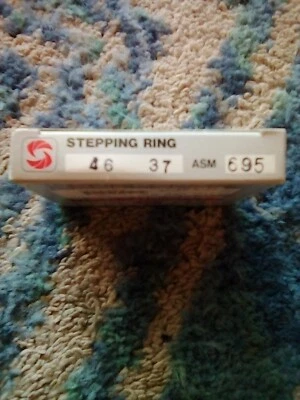 STEPPING RING
46 37 ASM 695